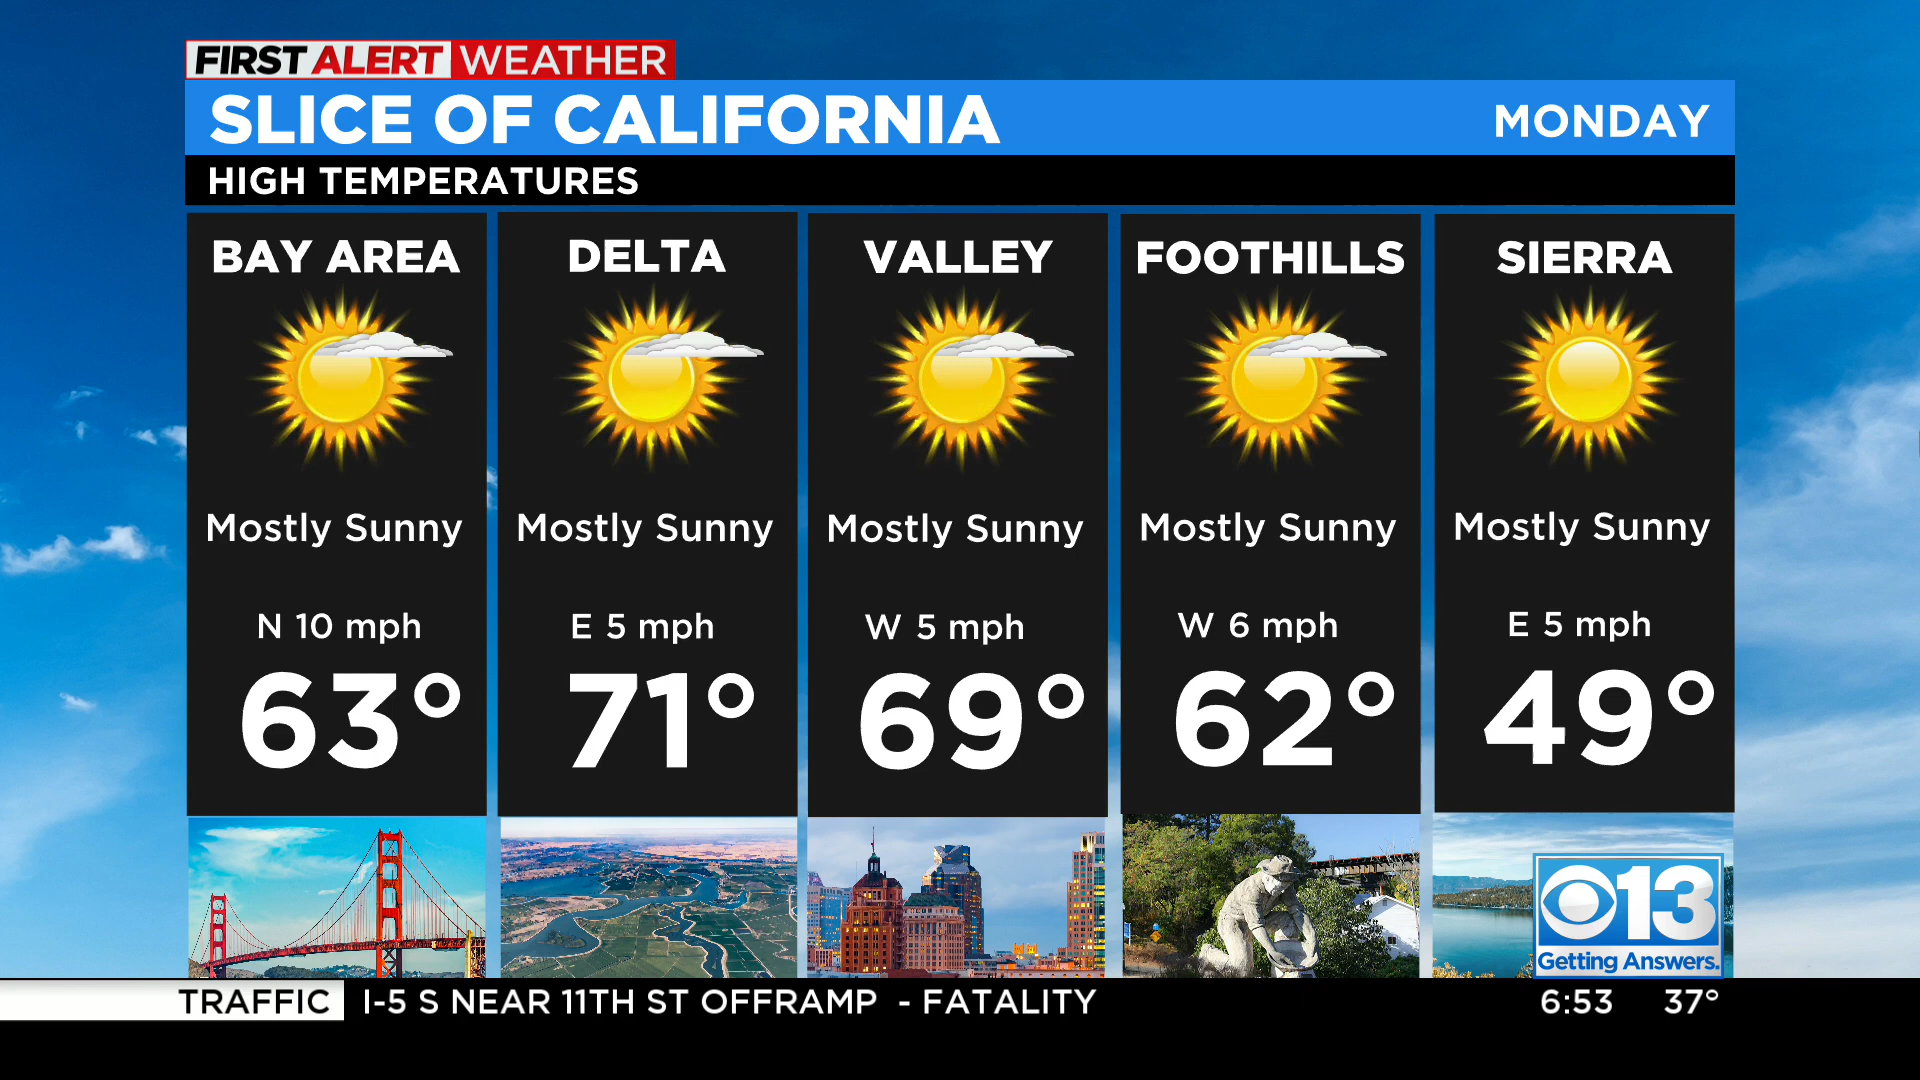 FIRST ALERT WEATHER
SLICE OF CALIFORNIA
MONDAY
HIGH TEMPERATURES
BAY AREA
Mostly Sunny
N 10 mph
63°
DELTA
Mostly Sunny
E 5 mph
71°
VALLEY
Mostly Sunny
W 5 mph
69°
FOOTHILLS
Mostly Sunny
W 6 mph
62°
SIERRA
Mostly Sunny
E 5 mph
49°
13
Getting Answers.
TRAFFIC I-5 S NEAR 11TH ST OFFRAMP - FATALITY
6:53 37°